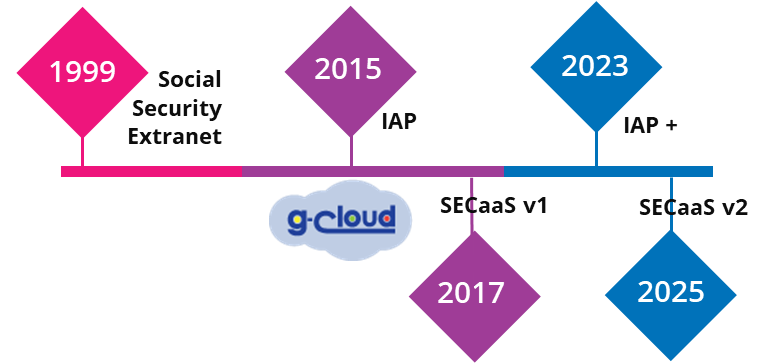 1999
Social
Security
Extranet
2015
IAP
2023
IAP +
g-cloud
SECaaS v1
2017
SECaaS v2
2025